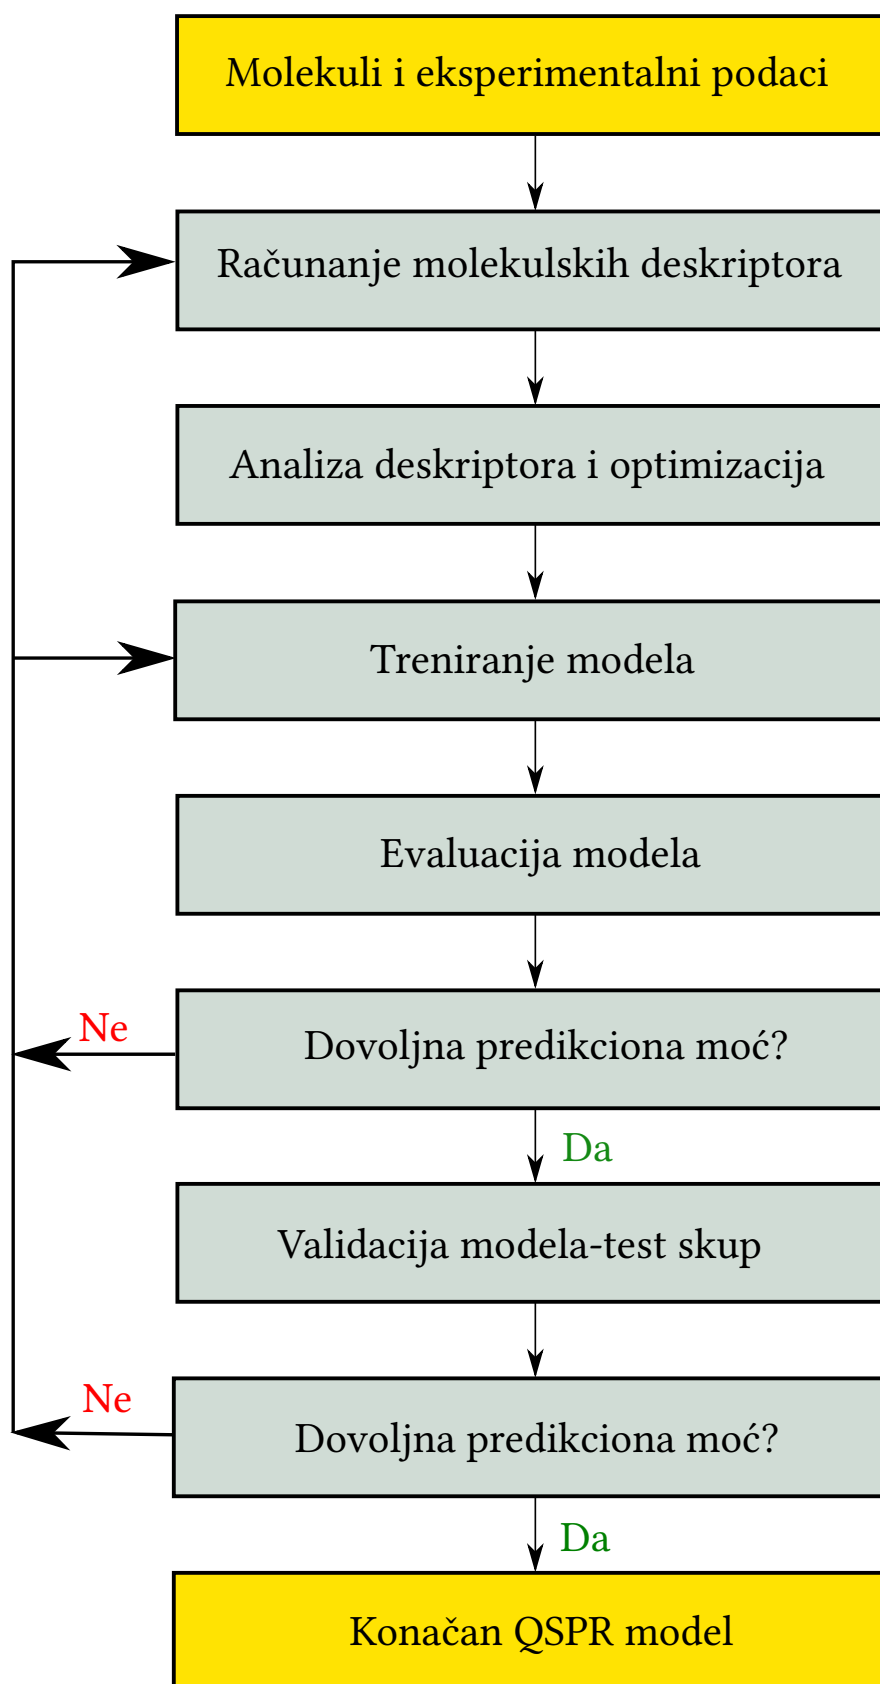 Molekuli i eksperimentalni podaci
Računanje molekulskih deskriptora
Analiza deskriptora i optimizacija
Treniranje modela
Evaluacija modela
Ne
Dovoljna predikciona moć?
Da
Validacija modela-test skup
Ne
Dovoljna predikciona moć?
Da
Konačan QSPR model